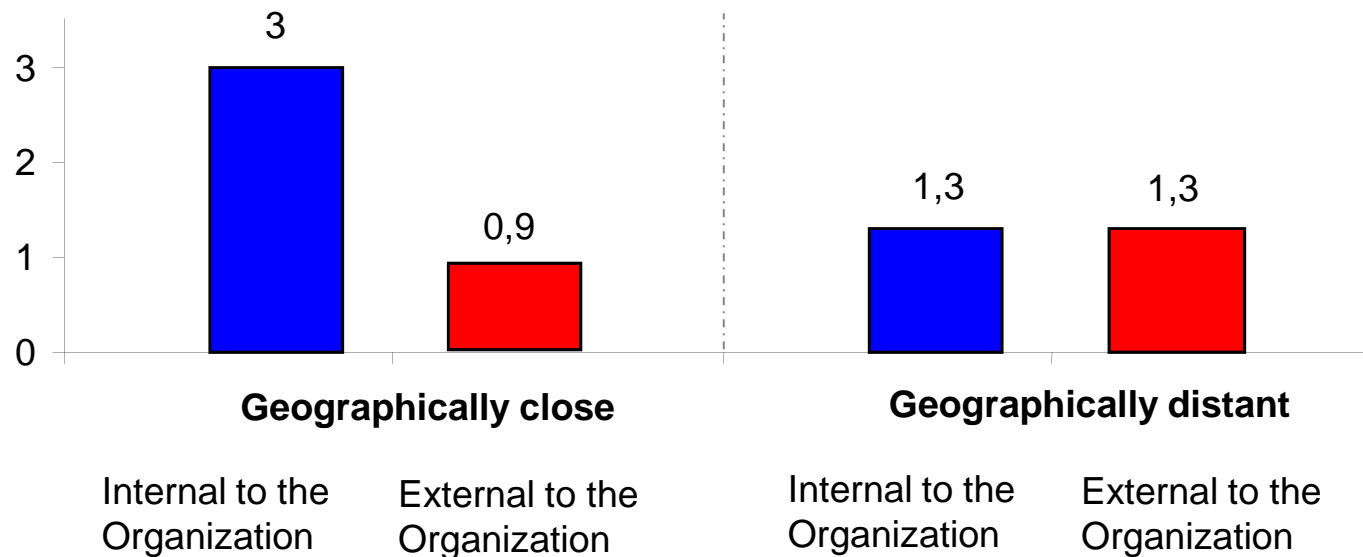 3
3
2
1
0
0,9
1,3
1,3
Geographically close
Geographically distant
Internal to the
Organization
External to the
Organization
Internal to the
Organization
External to the
Organization